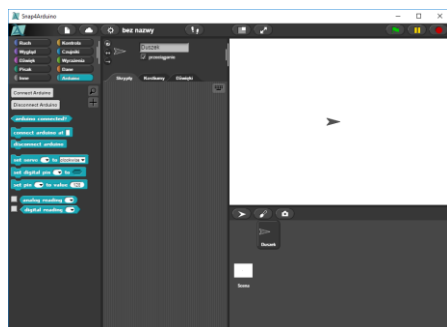 Snap4Arduino
bez nazwy
Ruch
Kontrola
Wygląd
Czujniki
Dźwięk
Wyrażenia
Pisak
Dane
Inne
Arduino
Duszek
przeciąganie
Skrypty
Kostiumy
Dźwięki
Connect Arduino
Disconnect Arduino
arduino connected?
connect arduino at
disconnect arduino
set servo to clockwise
set digital pin to
set pin to value 128
analog reading
digital reading
Duszek
Scena